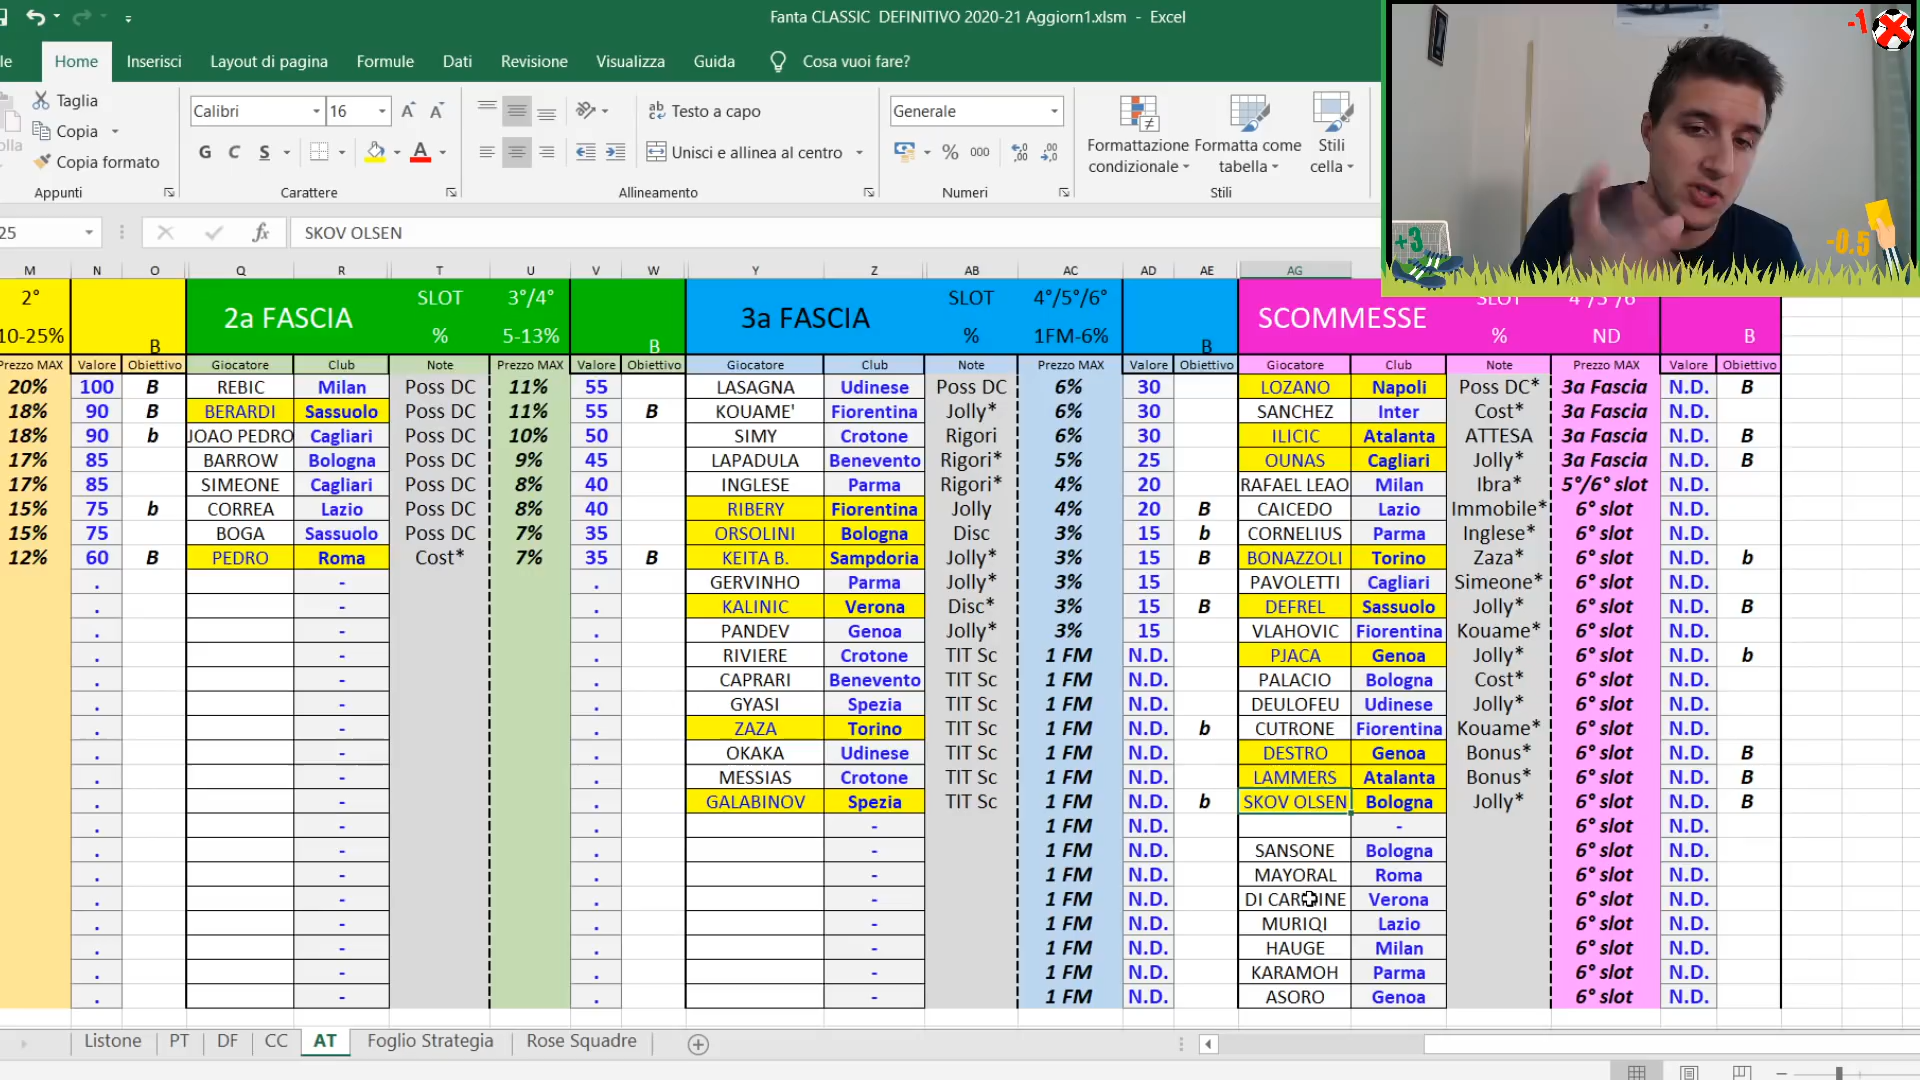 Fanta CLASSIC DEFINITIVO 2020-21 Aggiorn1.xlsm - Excel
-1
le Home Inserisci Layout di pagina Formule Dati Revisione Visualizza Guida Cosa vuoi fare?
Taglia
Copia
Copia formato
Appunti
Calibri 16
G C S
Carattere
Testo a capo
Unisci e allinea al centro
Allineamento
Generale
% 000
Numeri
Formattazione condizionale
Formatta come tabella
Stili cella
Stili
+3
-0.5
25 fx SKOV OLSEN
M N O Q R T U V W Y Z AB AC AD AE AG
2° 2a FASCIA SLOT 3°/4° 3a FASCIA SLOT 4°/5°/6° SCOMMESSE SLOT 4°/5°/6°
10-25% B % 5-13% B % 1FM-6% B % ND B
Prezzo MAX Valore Obiettivo Giocatore Club Note Prezzo MAX Valore Obiettivo Giocatore Club Note Prezzo MAX Valore Obiettivo Giocatore Club Note Prezzo MAX Valore Obiettivo
20% 100 B REBIC Milan Poss DC 11% 55 LASAGNA Udinese Poss DC 6% 30 LOZANO Napoli Poss DC* 3a Fascia N.D. B
18% 90 B BERARDI Sassuolo Poss DC 11% 55 B KOUAME' Fiorentina Jolly* 6% 30 SANCHEZ Inter Cost* 3a Fascia N.D.
18% 90 b JOAO PEDRO Cagliari Poss DC 10% 50 SIMY Crotone Rigori 6% 30 ILICIC Atalanta ATTESA 3a Fascia N.D. B
17% 85 BARROW Bologna Poss DC 9% 45 LAPADULA Benevento Rigori* 5% 25 OUNAS Cagliari Jolly* 3a Fascia N.D. B
17% 85 SIMEONE Cagliari Poss DC 8% 40 INGLESE Parma Rigori* 4% 20 RAFAEL LEAO Milan Ibra* 5°/6° slot N.D.
15% 75 b CORREA Lazio Poss DC 8% 40 RIBERY Fiorentina Jolly 4% 20 B CAICEDO Lazio Immobile* 6° slot N.D.
15% 75 BOGA Sassuolo Poss DC 7% 35 ORSOLINI Bologna Disc 3% 15 b CORNELIUS Parma Inglese* 6° slot N.D.
12% 60 B PEDRO Roma Cost* 7% 35 B KEITA B. Sampdoria Jolly* 3% 15 B BONAZZOLI Torino Zaza* 6° slot N.D. b
. - . GERVINHO Parma Jolly* 3% 15 PAVOLETTI Cagliari Simeone* 6° slot N.D.
. - . KALINIC Verona Disc* 3% 15 B DEFREL Sassuolo Jolly* 6° slot N.D. B
. - . PANDEV Genoa Jolly* 3% 15 VLAHOVIC Fiorentina Kouame* 6° slot N.D.
. - . RIVIERE Crotone TIT Sc 1 FM N.D. PJACA Genoa Jolly* 6° slot N.D. b
. - . CAPRARI Benevento TIT Sc 1 FM N.D. PALACIO Bologna Cost* 6° slot N.D.
. - . GYASI Spezia TIT Sc 1 FM N.D. DEULOFEU Udinese Jolly* 6° slot N.D.
. - . ZAZA Torino TIT Sc 1 FM N.D. b CUTRONE Fiorentina Kouame* 6° slot N.D.
. - . OKAKA Udinese TIT Sc 1 FM N.D. DESTRO Genoa Bonus* 6° slot N.D. B
. - . MESSIAS Crotone TIT Sc 1 FM N.D. LAMMERS Atalanta Bonus* 6° slot N.D. B
. - . GALABINOV Spezia TIT Sc 1 FM N.D. b SKOV OLSEN Bologna Jolly* 6° slot N.D. B
. - . - 1 FM N.D. - 6° slot N.D.
. - . - 1 FM N.D. SANSONE Bologna 6° slot N.D.
. - . - 1 FM N.D. MAYORAL Roma 6° slot N.D.
. - . - 1 FM N.D. DI CARMINE Verona 6° slot N.D.
. - . - 1 FM N.D. MURIQI Lazio 6° slot N.D.
. - . - 1 FM N.D. HAUGE Milan 6° slot N.D.
. - . - 1 FM N.D. KARAMOH Parma 6° slot N.D.
. - . - 1 FM N.D. ASORO Genoa 6° slot N.D.
Listone PT DF CC AT Foglio Strategia Rose Squadre